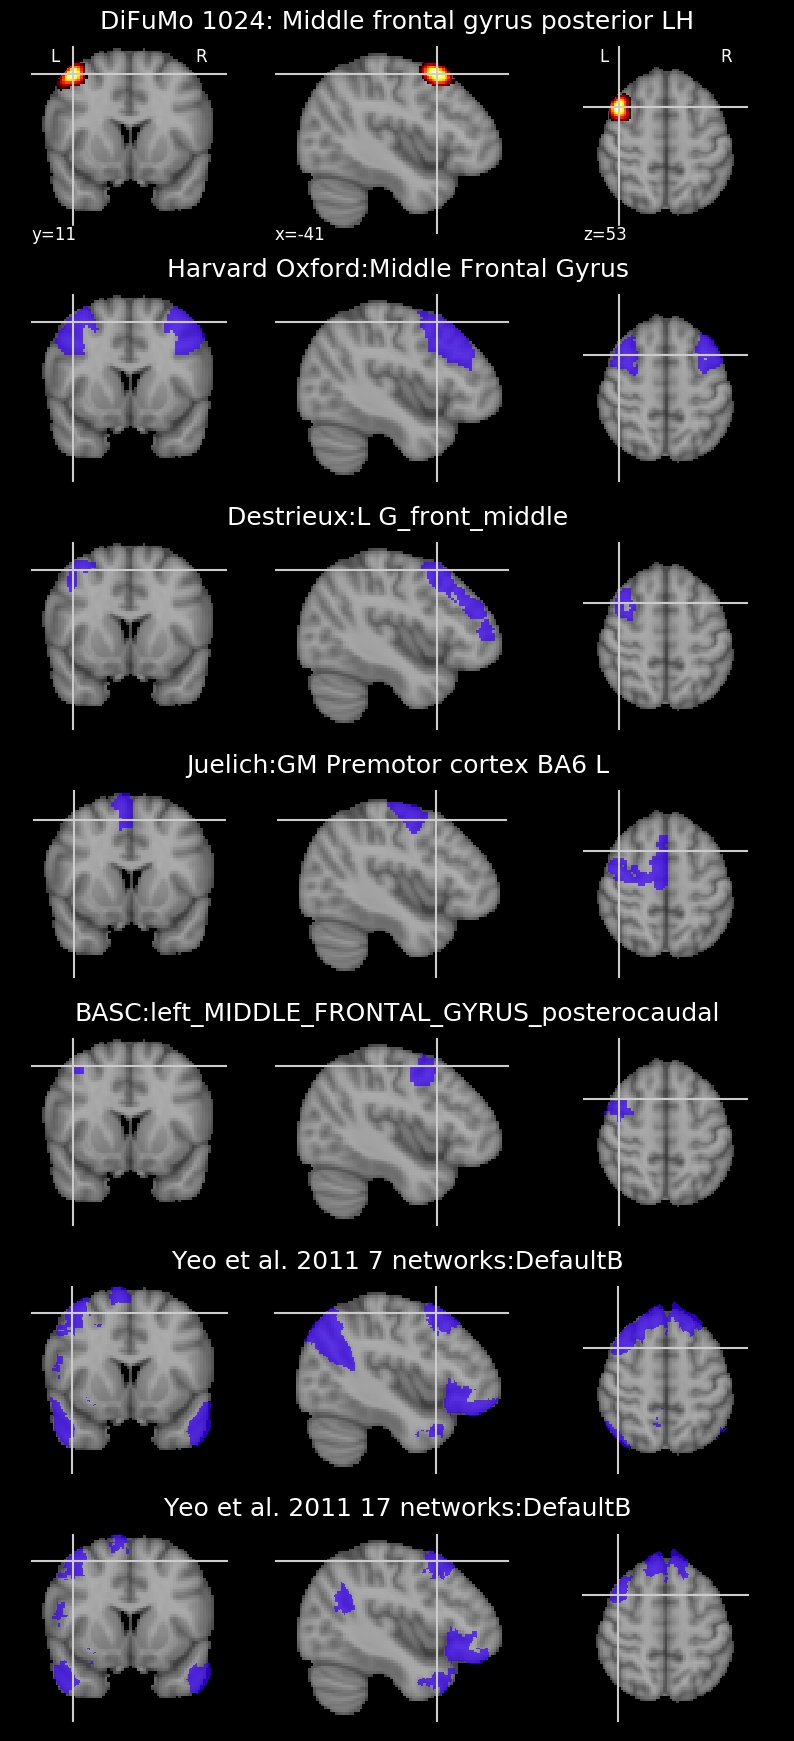 DiFuMo 1024: Middle frontal gyrus posterior LH
L R L R
y=11 x=-41 z=53
Harvard Oxford:Middle Frontal Gyrus
Destrieux:L G_front_middle
Juelich:GM Premotor cortex BA6 L
BASC:left_MIDDLE_FRONTAL_GYRUS_posterocaudal
Yeo et al. 2011 7 networks:DefaultB
Yeo et al. 2011 17 networks:DefaultB